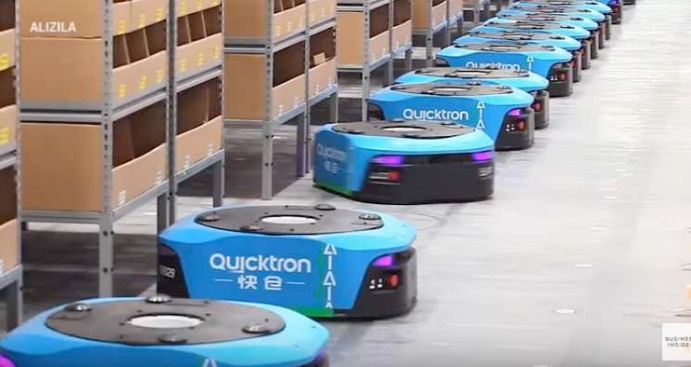 ALIZILA
Quicktron
Quicktron
Quicktron
快仓
Quicktron
快仓
BUSINESS
INSIDER